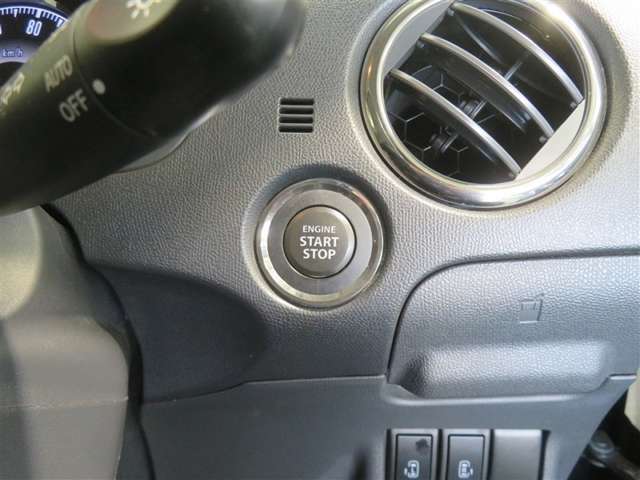 80
km/h
AUTO
OFF
ENGINE
START
STOP